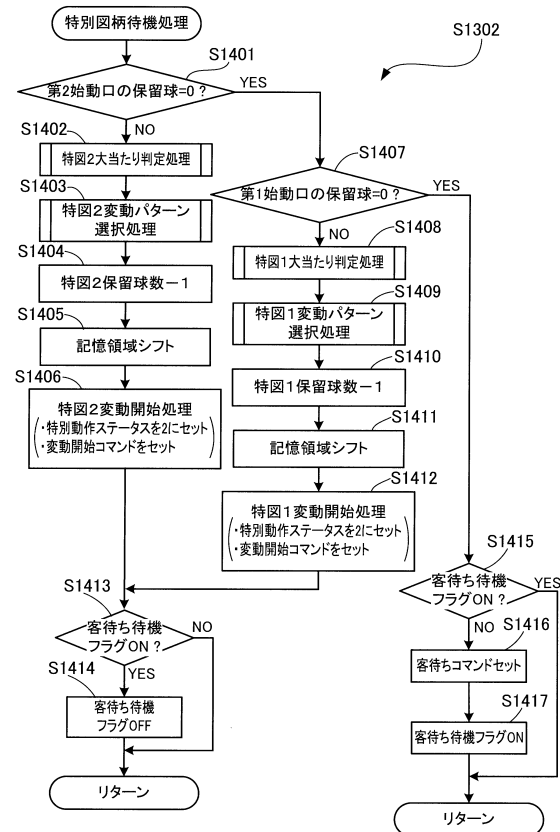 特別図柄待機処理
S1302
S1401
第2始動口の保留球=0？
YES
NO
S1402
特図2大当たり判定処理
S1403
特図2変動パターン
選択処理
S1404
特図2保留球数－1
S1405
記憶領域シフト
S1406
特図2変動開始処理
・特別動作ステータスを2にセット
・変動開始コマンドをセット
S1407
第1始動口の保留球=0？
YES
NO
S1408
特図1大当たり判定処理
S1409
特図1変動パターン
選択処理
S1410
特図1保留球数－1
S1411
記憶領域シフト
S1412
特図1変動開始処理
・特別動作ステータスを2にセット
・変動開始コマンドをセット
S1413
客待ち待機
フラグON？
NO
YES
S1414
客待ち待機
フラグOFF
リターン
S1415
客待ち待機
フラグON？
YES
NO
S1416
客待ちコマンドセット
S1417
客待ち待機フラグON
リターン